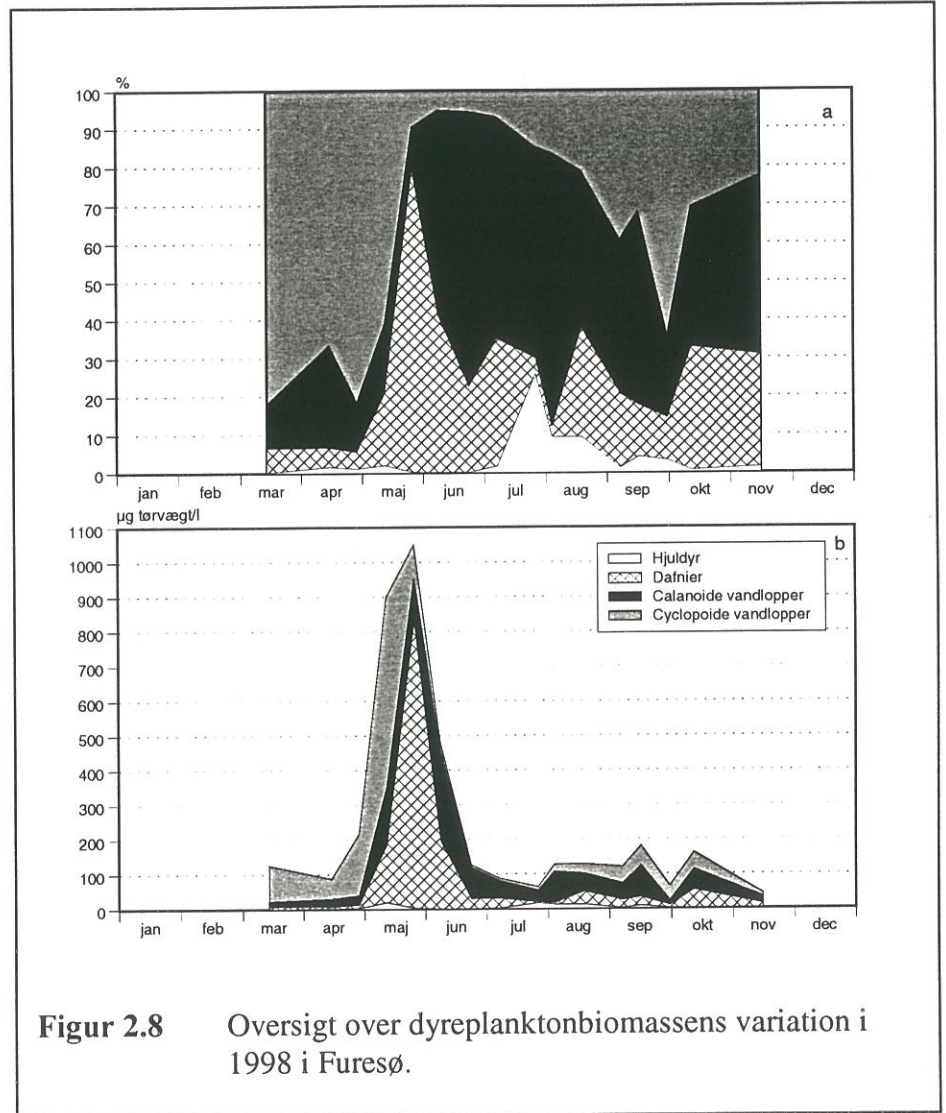 %
100
90
80
70
60
50
40
30
20
10
0
a
jan feb mar apr maj jun jul aug sep okt nov dec
µg tørvægt/l
1100
1000
900
800
700
600
500
400
300
200
100
0
b
Hjuldyr
Dafnier
Calanoide vandlopper
Cyclopoide vandlopper
jan feb mar apr maj jun jul aug sep okt nov dec
Figur 2.8 Oversigt over dyreplanktonbiomassens variation i
1998 i Furesø.